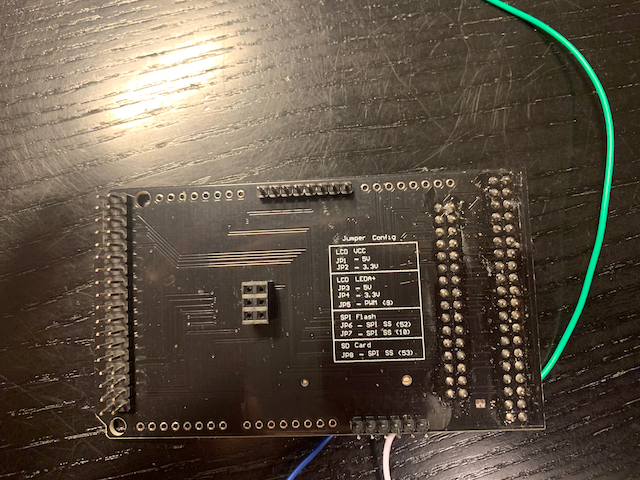 Jumper Config
LCD VCC
JP1 - 5V
JP2 - 3.3V
LCD LEDA+
JP3 - 5V
JP4 - 3.3V
JP5 - PWM (8)
SPI Flash
JP6 - SPI SS (52)
JP7 - SPI SS (10)
SD Card
JP8 - SPI SS (53)